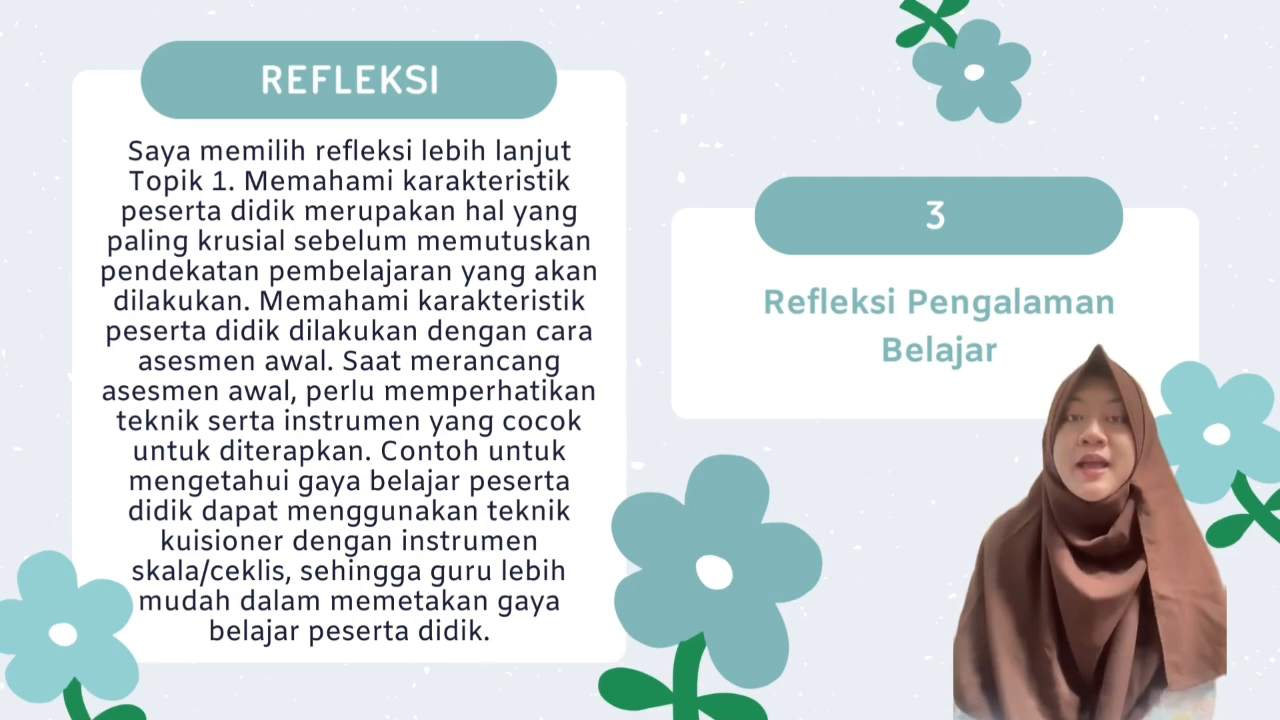 REFLEKSI
Saya memilih refleksi lebih lanjut
Topik 1. Memahami karakteristik
peserta didik merupakan hal yang
paling krusial sebelum memutuskan
pendekatan pembelajaran yang akan
dilakukan. Memahami karakteristik
peserta didik dilakukan dengan cara
asesmen awal. Saat merancang
asesmen awal, perlu memperhatikan
teknik serta instrumen yang cocok
untuk diterapkan. Contoh untuk
mengetahui gaya belajar peserta
didik dapat menggunakan teknik
kuisioner dengan instrumen
skala/ceklis, sehingga guru lebih
mudah dalam memetakan gaya
belajar peserta didik.
3
Refleksi Pengalaman
Belajar